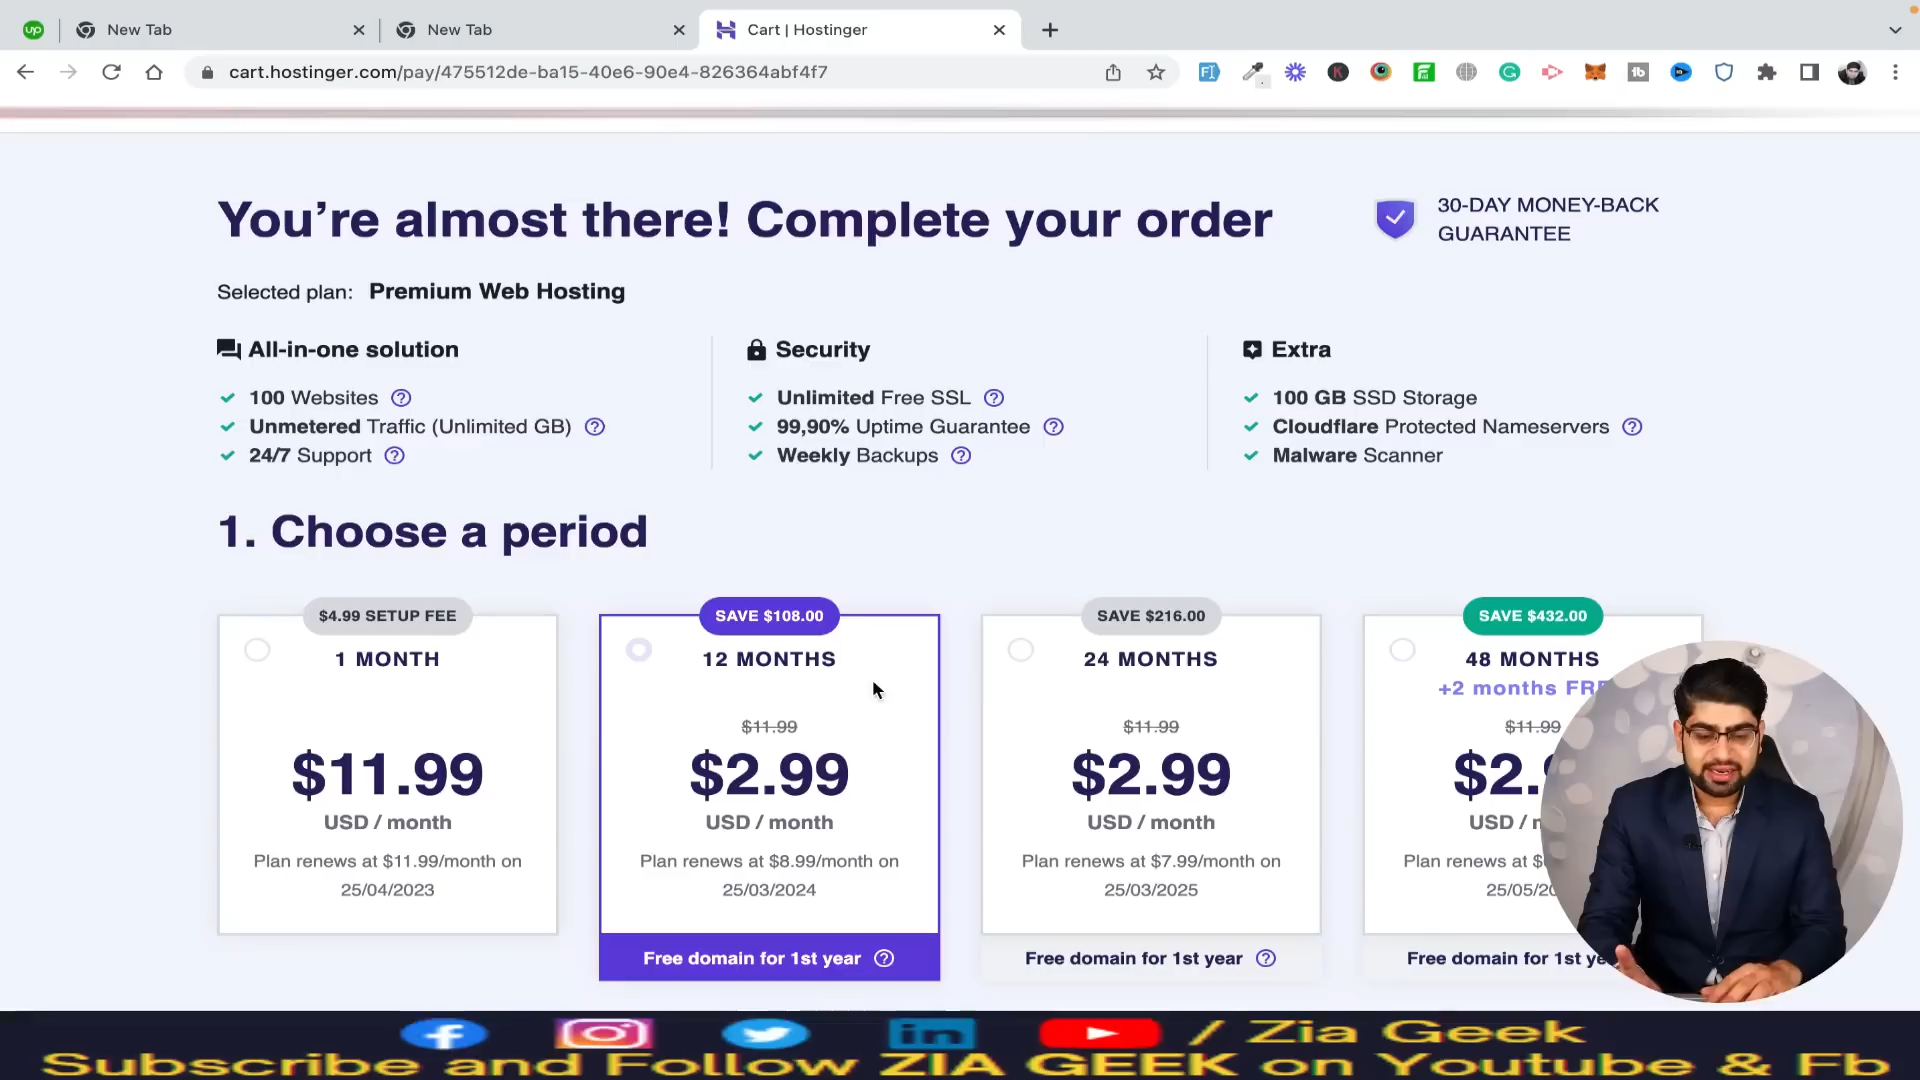 up
New Tab
New Tab
Cart | Hostinger
cart.hostinger.com/pay/475512de-ba15-40e6-90e4-826364abf4f7
You're almost there! Complete your order
30-DAY MONEY-BACK
GUARANTEE
Selected plan: Premium Web Hosting
All-in-one solution
100 Websites
Unmetered Traffic (Unlimited GB)
24/7 Support
Security
Unlimited Free SSL
99,90% Uptime Guarantee
Weekly Backups
Extra
100 GB SSD Storage
Cloudflare Protected Nameservers
Malware Scanner
1. Choose a period
$4.99 SETUP FEE
1 MONTH
$11.99
USD / month
Plan renews at $11.99/month on
25/04/2023
SAVE $108.00
12 MONTHS
$11.99
$2.99
USD / month
Plan renews at $8.99/month on
25/03/2024
Free domain for 1st year
SAVE $216.00
24 MONTHS
$11.99
$2.99
USD / month
Plan renews at $7.99/month on
25/03/2025
Free domain for 1st year
SAVE $432.00
48 MONTHS
+2 months
$11.99
USD /
Plan renews at
Free domain for 1st
/ Zia Geek
Subscribe and Follow ZIA GEEK on Youtube & Fb